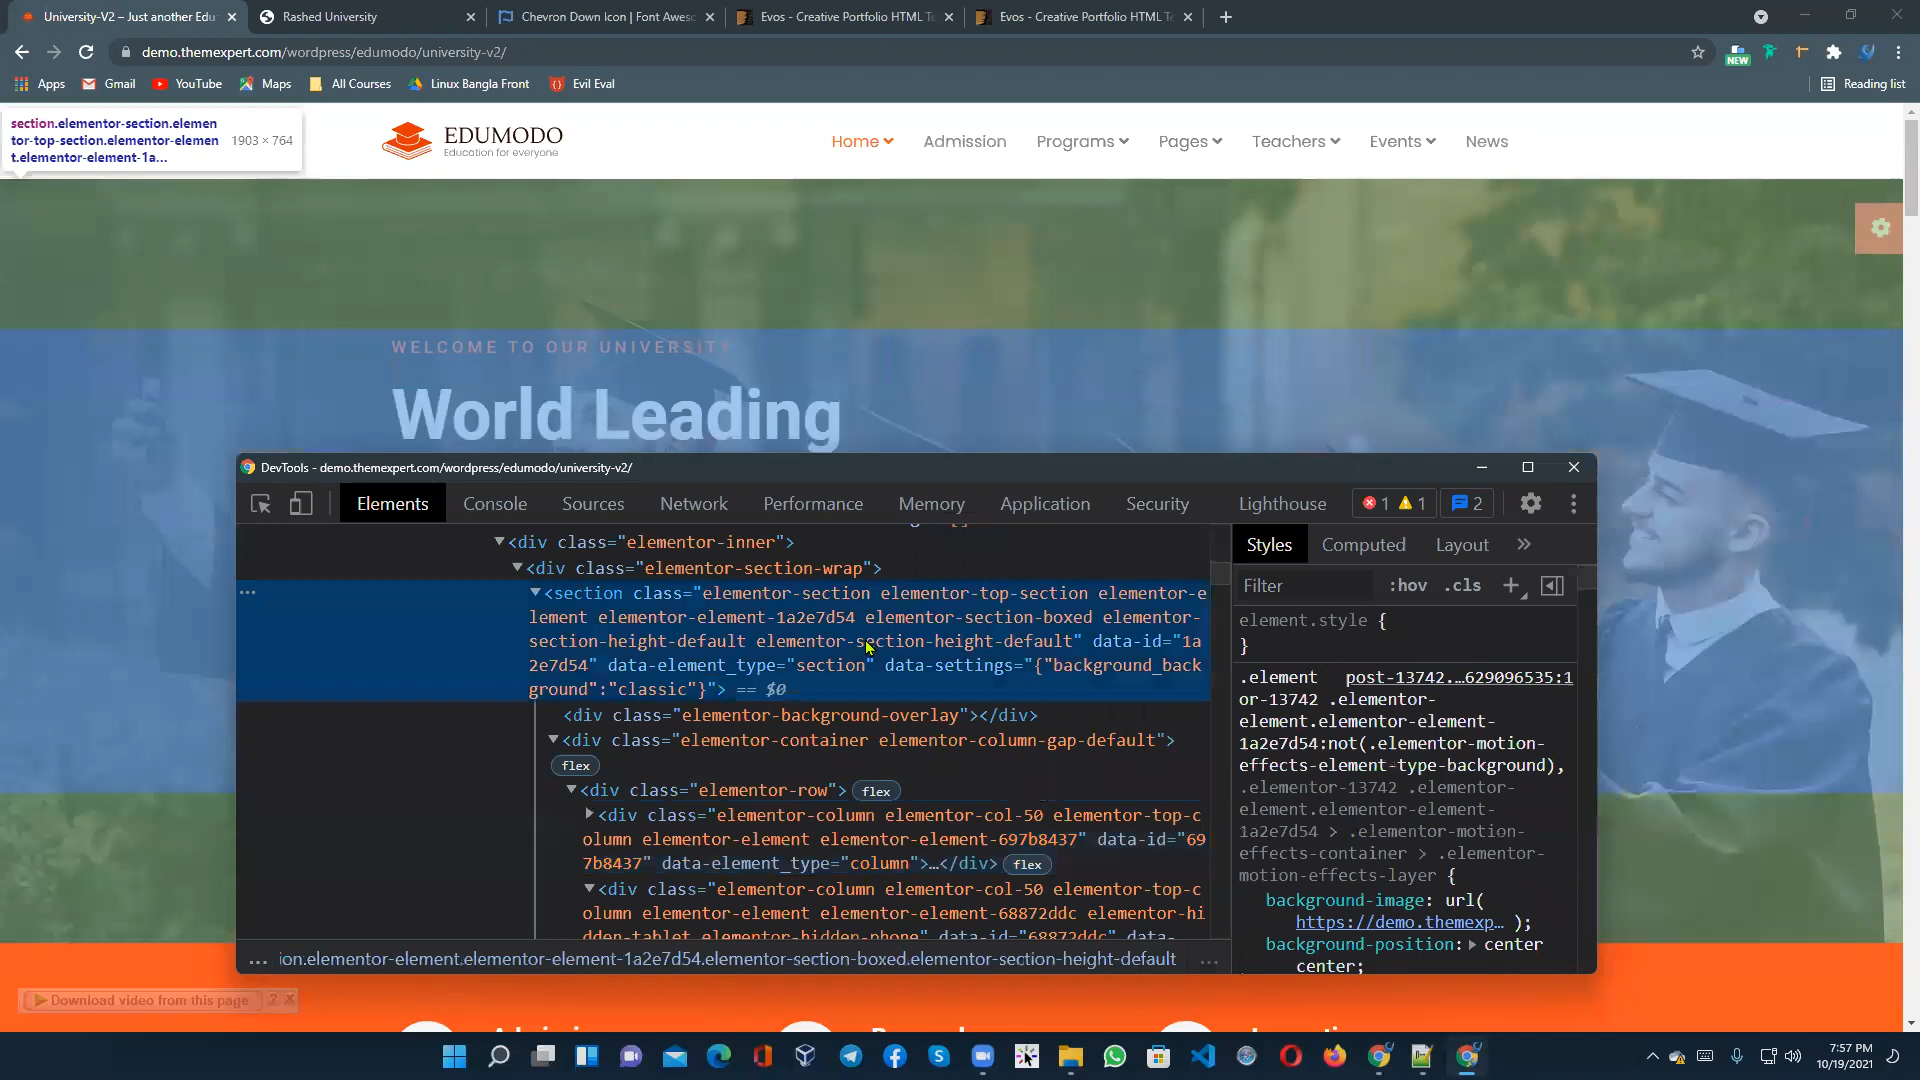 University-V2 – Just another Edu
Rashed University
Chevron Down Icon | Font Aweso
Evos - Creative Portfolio HTML Te
Evos - Creative Portfolio HTML Te
demo.themexpert.com/wordpress/edumodo/university-v2/
NEW
Apps
Gmail
YouTube
Maps
All Courses
Linux Bangla Front
Evil Eval
Reading list
section.elementor-section.elemen
tor-top-section.elementor-elemen
t.elementor-element-1a...
1903 × 764
EDUMODO
Education for everyone
Home
Admission
Programs
Pages
Teachers
Events
News
WELCOME TO OUR UNIVERSITY
World Leading
DevTools - demo.themexpert.com/wordpress/edumodo/university-v2/
Elements
Console
Sources
Network
Performance
Memory
Application
Security
Lighthouse
1
1
2
<div class="elementor-inner">
<div class="elementor-section-wrap">
<section class="elementor-section elementor-top-section elementor-e
lement elementor-element-1a2e7d54 elementor-section-boxed elementor-
section-height-default elementor-section-height-default" data-id="1a
2e7d54" data-element_type="section" data-settings="{"background_back
ground":"classic"}"> == $0
<div class="elementor-background-overlay"></div>
<div class="elementor-container elementor-column-gap-default">
flex
<div class="elementor-row"> flex
<div class="elementor-column elementor-col-50 elementor-top-c
olumn elementor-element elementor-element-697b8437" data-id="69
7b8437" data-element_type="column">…</div> flex
<div class="elementor-column elementor-col-50 elementor-top-c
olumn elementor-element elementor-element-68872ddc elementor-hi
dden-tablet elementor-hidden-phone" data-id="68872ddc" data-
... ion.elementor-element.elementor-element-1a2e7d54.elementor-section-boxed.elementor-section-height-default ...
Styles
Computed
Layout
Filter
:hov
.cls
element.style {
}
.element post-13742.…629096535:1
or-13742 .elementor-
element.elementor-element-
1a2e7d54:not(.elementor-motion-
effects-element-type-background),
.elementor-13742 .elementor-
element.elementor-element-
1a2e7d54 > .elementor-motion-
effects-container > .elementor-
motion-effects-layer {
background-image: url(
https://demo.themexp… );
background-position: center
center;
Download video from this page
?
7:57 PM
10/19/2021